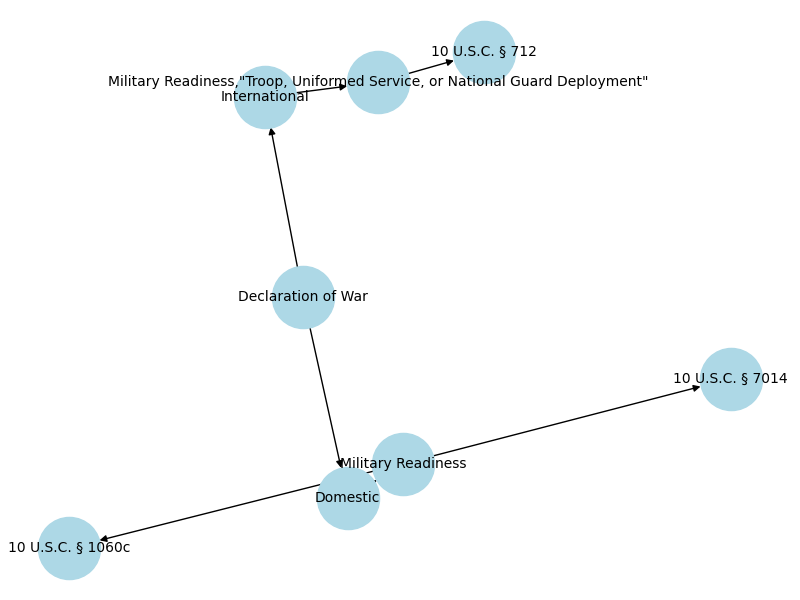 10 U.S.C. § 712
Military Readiness,"Troop, Uniformed Service, or National Guard Deployment"
International
Declaration of War
10 U.S.C. § 7014
Military Readiness
Domestic
10 U.S.C. § 1060c